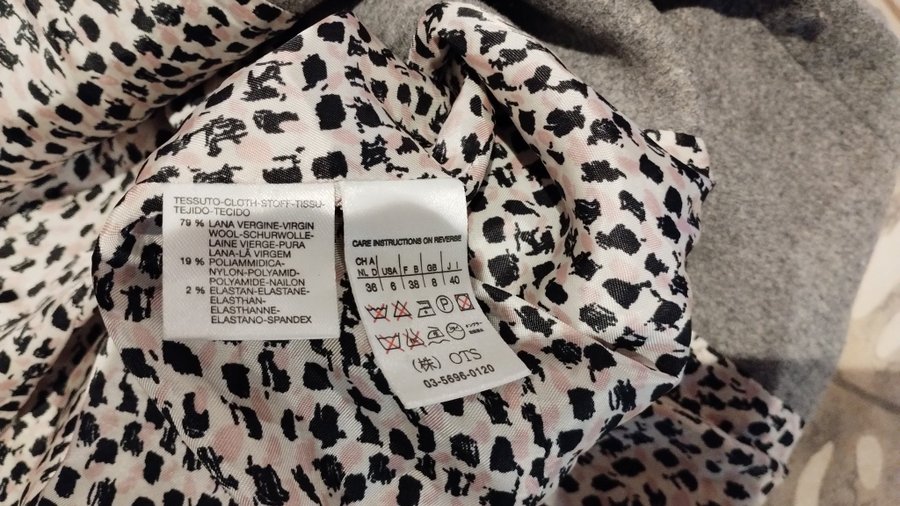 TESSUTO-CLOTH-STOFF-TISSU-
TEJIDO-TECIDO
79 % LANA VERGINE-VIRGIN
WOOL-SCHURWOLLE-
LAINE VIERGE-PURA
LANA-LÃ VIRGEM
19 % POLIAMMIDICA-
NYLON-POLYAMID-
POLYAMIDE-NAILON
2 % ELASTAN-ELASTANE-
ELASTHAN-
ELASTHANNE-
ELASTANO-SPANDEX
CARE INSTRUCTIONS ON REVERSE
CH A
NL D USA F B GB J I
36 6 38 8 40
P
(株) OTS
03-5696-0120